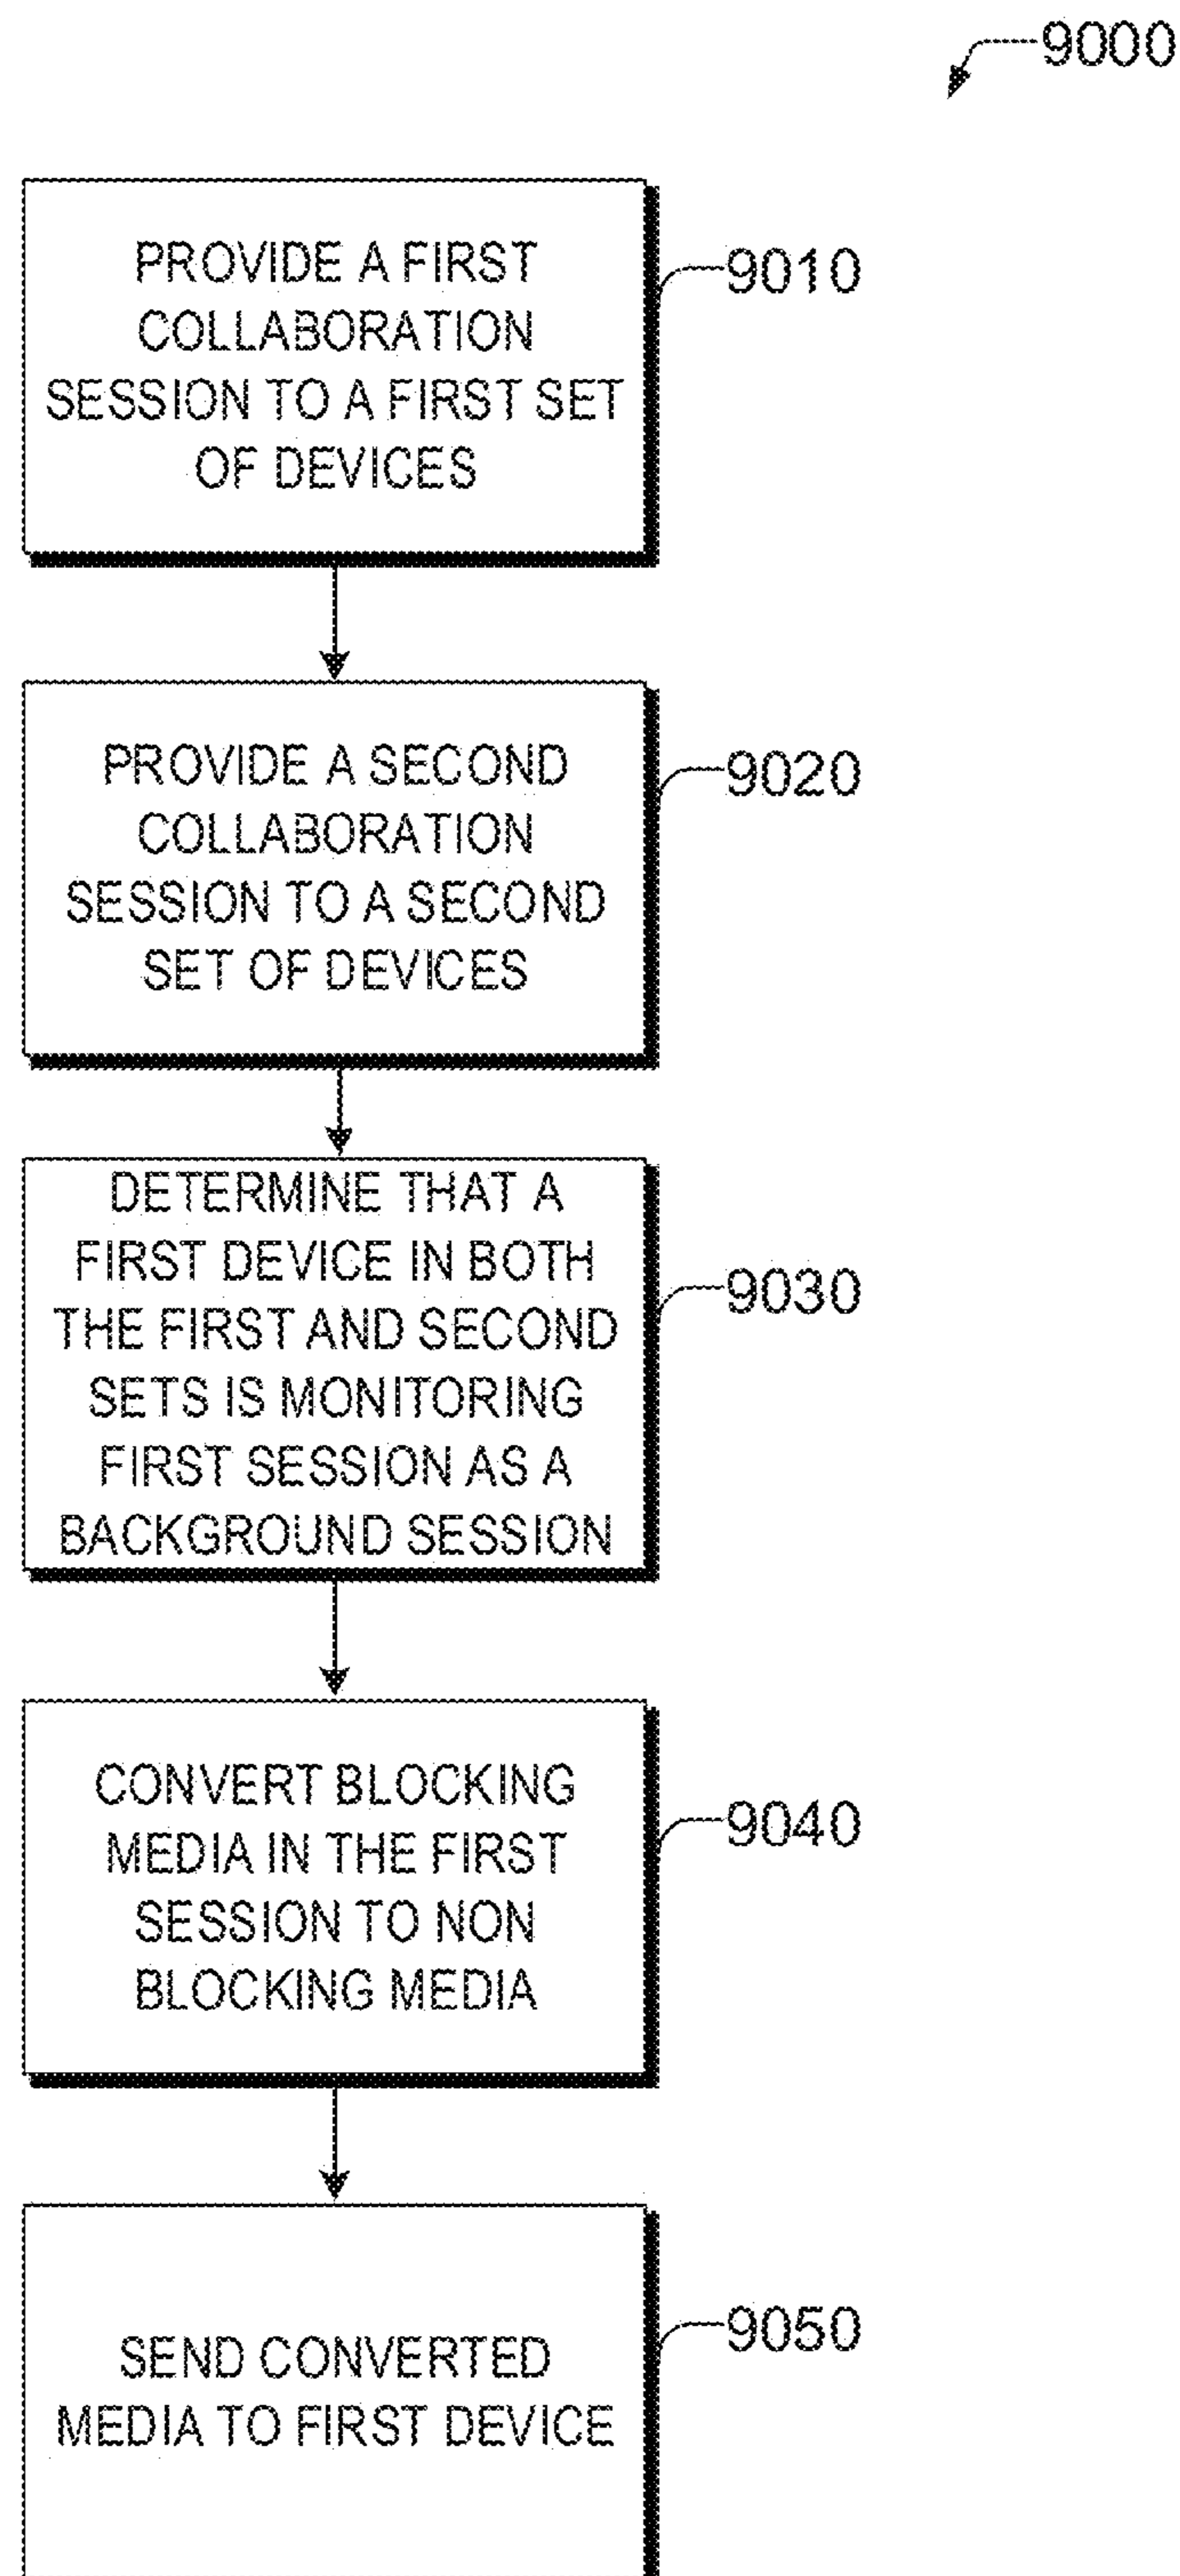 9000
PROVIDE A FIRST
COLLABORATION
SESSION TO A FIRST SET
OF DEVICES
9010
PROVIDE A SECOND
COLLABORATION
SESSION TO A SECOND
SET OF DEVICES
9020
DETERMINE THAT A
FIRST DEVICE IN BOTH
THE FIRST AND SECOND
SETS IS MONITORING
FIRST SESSION AS A
BACKGROUND SESSION
9030
CONVERT BLOCKING
MEDIA IN THE FIRST
SESSION TO NON
BLOCKING MEDIA
9040
SEND CONVERTED
MEDIA TO FIRST DEVICE
9050